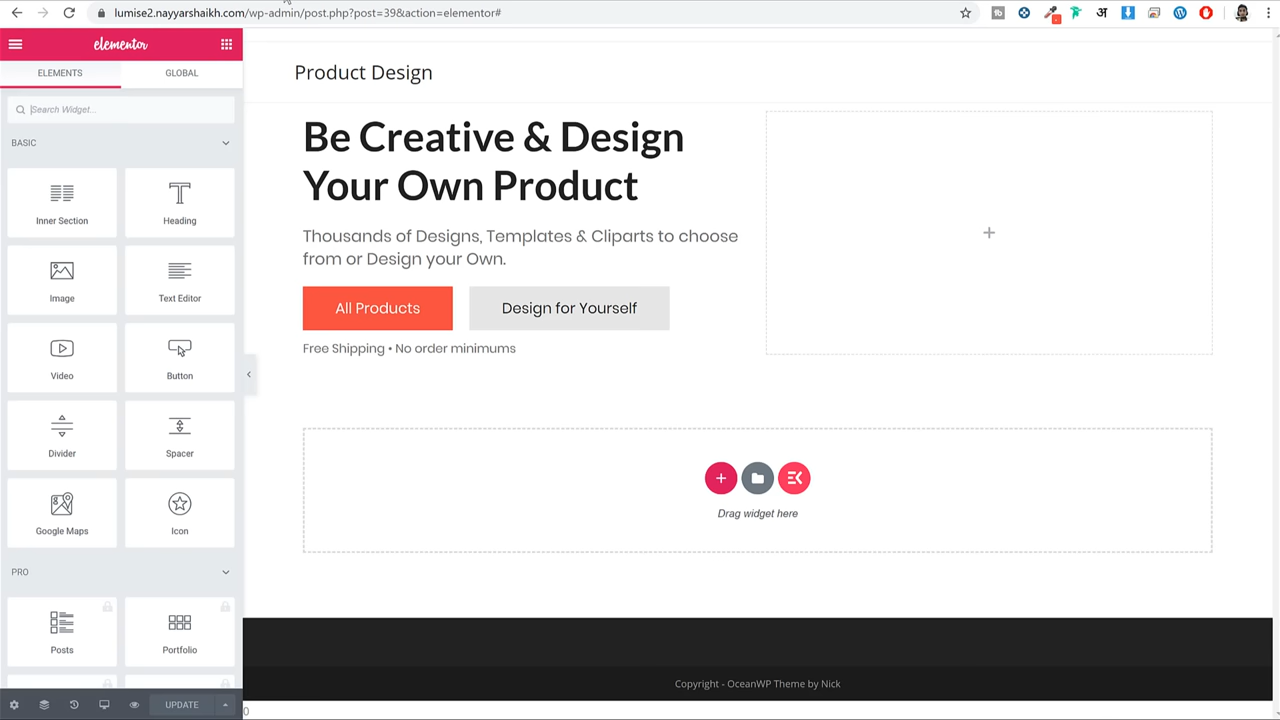 lumise2.nayyarshaikh.com/wp-admin/post.php?post=39&action=elementor#
elementor
ELEMENTS
GLOBAL
Search Widget...
BASIC
Inner Section
Heading
Image
Text Editor
Video
Button
Divider
Spacer
Google Maps
Icon
PRO
Posts
Portfolio
UPDATE
Product Design
Be Creative & Design
Your Own Product
Thousands of Designs, Templates & Cliparts to choose
from or Design your Own.
All Products
Design for Yourself
Free Shipping • No order minimums
Drag widget here
Copyright - OceanWP Theme by Nick
0
अ